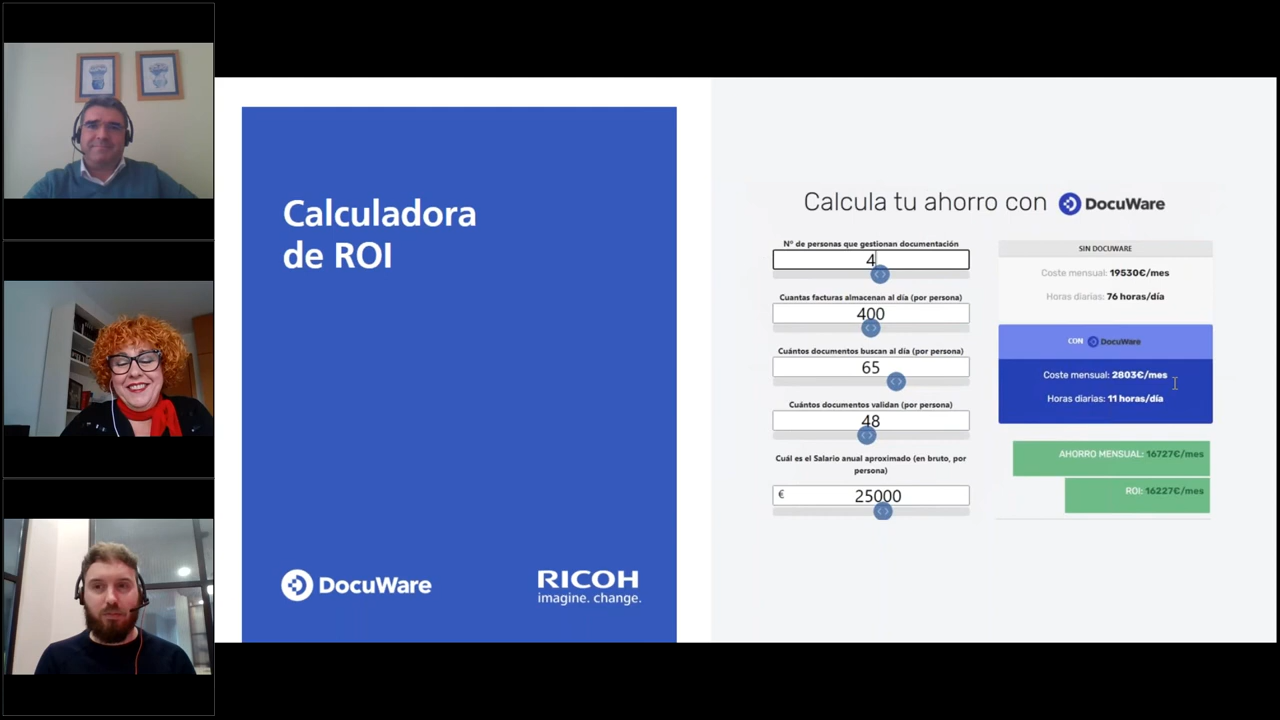 Calculadora
de ROI
DocuWare
RICOH
imagine. change.
Calcula tu ahorro con DocuWare
Nº de personas que gestionan documentación
4
Cuantas facturas almacenan al día (por persona)
400
Cuántos documentos buscan al día (por persona)
65
Cuántos documentos validan (por persona)
48
Cuál es el Salario anual aproximado (en bruto, por
persona)
€ 25000
SIN DOCUWARE
Coste mensual: 19530€/mes
Horas diarias: 76 horas/día
CON DocuWare
Coste mensual: 2803€/mes
Horas diarias: 11 horas/día
AHORRO MENSUAL: 16727€/mes
ROI: 16227€/mes